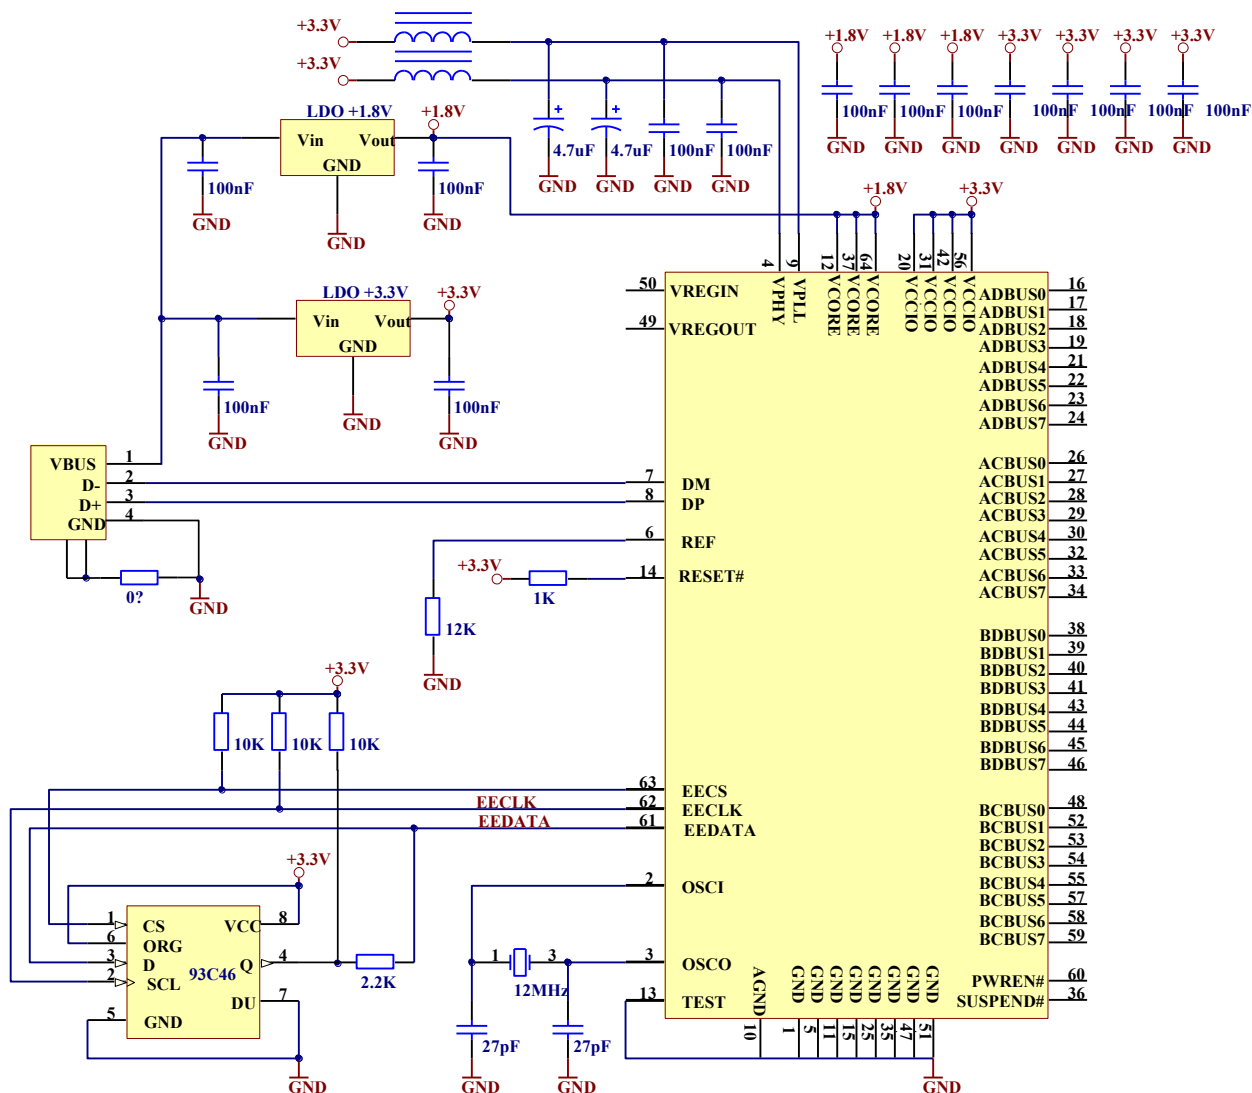 +3.3V
+3.3V
+1.8V +1.8V +1.8V +3.3V +3.3V +3.3V +3.3V
100nF 100nF 100nF 100nF 100nF 100nF 100nF
GND GND GND GND GND GND GND
LDO +1.8V
+1.8V
Vin Vout
GND
100nF
100nF
GND
GND
GND
4.7uF 4.7uF 100nF 100nF
GND GND GND GND
+1.8V
+3.3V
LDO +3.3V
+3.3V
Vin Vout
GND
100nF
100nF
GND
GND
GND
4 9 12 37 64 20 31 42 56
VPHY VPLL VCORE VCORE VCORE VCCIO VCCIO VCCIO VCCIO
50 VREGIN
49 VREGOUT
VBUS 1
D- 2
D+ 3
GND 4
0?
GND
7 DM
8 DP
6 REF
14 RESET#
+3.3V
1K
12K
GND
+3.3V
10K 10K 10K
63 EECS
EECLK 62 EECLK
EEDATA 61 EEDATA
+3.3V
1 CS
6 ORG
3 D
2 SCL
5 GND
93C46
VCC 8
Q 4
DU 7
2.2K
GND
2 OSCI
1 3
12MHz
3 OSCO
13 TEST
27pF 27pF
GND GND
AGND GND GND GND GND GND GND GND GND
10 1 5 11 15 25 35 47 51
GND
ADBUS0 16
ADBUS1 17
ADBUS2 18
ADBUS3 19
ADBUS4 21
ADBUS5 22
ADBUS6 23
ADBUS7 24
ACBUS0 26
ACBUS1 27
ACBUS2 28
ACBUS3 29
ACBUS4 30
ACBUS5 32
ACBUS6 33
ACBUS7 34
BDBUS0 38
BDBUS1 39
BDBUS2 40
BDBUS3 41
BDBUS4 43
BDBUS5 44
BDBUS6 45
BDBUS7 46
BCBUS0 48
BCBUS1 52
BCBUS2 53
BCBUS3 54
BCBUS4 55
BCBUS5 57
BCBUS6 58
BCBUS7 59
PWREN# 60
SUSPEND# 36